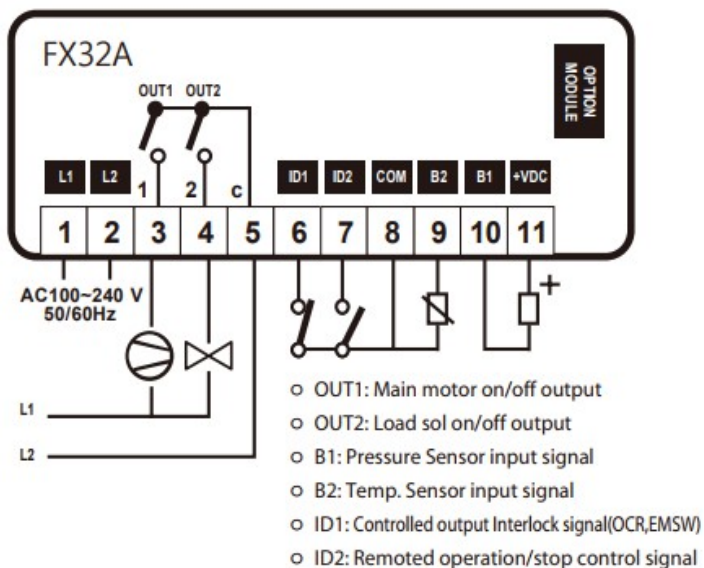 FX32A
OPTION
MODULE
OUT1 OUT2
L1 L2 1 2 c ID1 ID2 COM B2 B1 +VDC
1 2 3 4 5 6 7 8 9 10 11
AC100~240 V
50/60Hz
+
L1
L2
OUT1: Main motor on/off output
OUT2: Load sol on/off output
B1: Pressure Sensor input signal
B2: Temp. Sensor input signal
ID1: Controlled output Interlock signal(OCR,EMSW)
ID2: Remoted operation/stop control signal